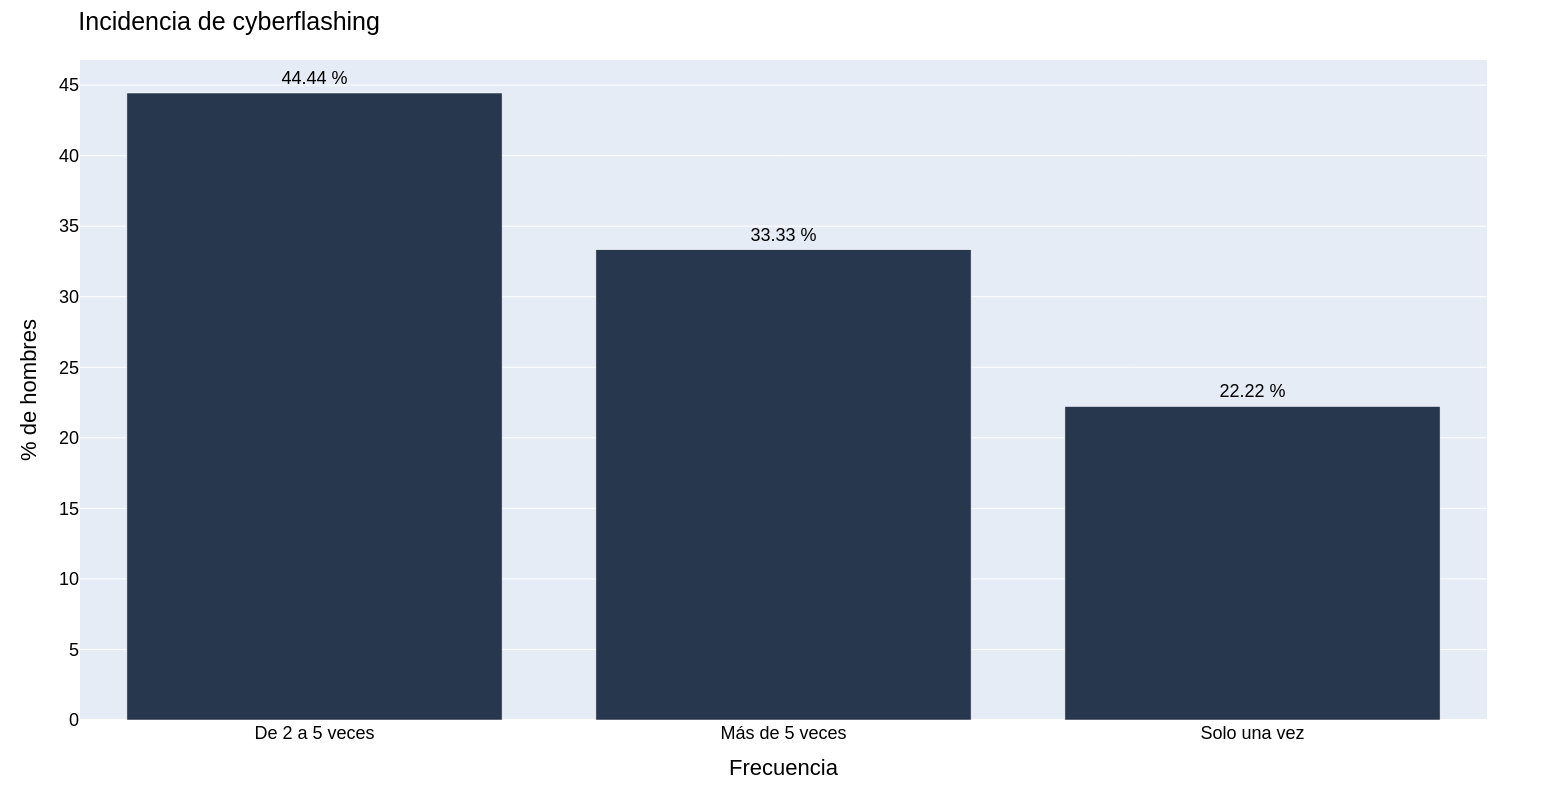 Incidencia de cyberflashing
44.44 %
45
40
35
33.33 %
30
25
22.22 %
20
15
10
5
0
% de hombres
De 2 a 5 veces
Más de 5 veces
Solo una vez
Frecuencia